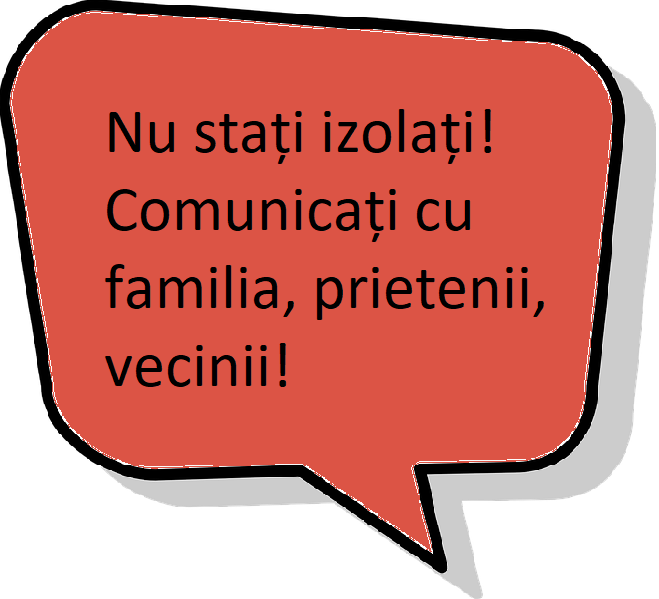 Nu stați izolați!
Comunicați cu
familia, prietenii,
vecinii!